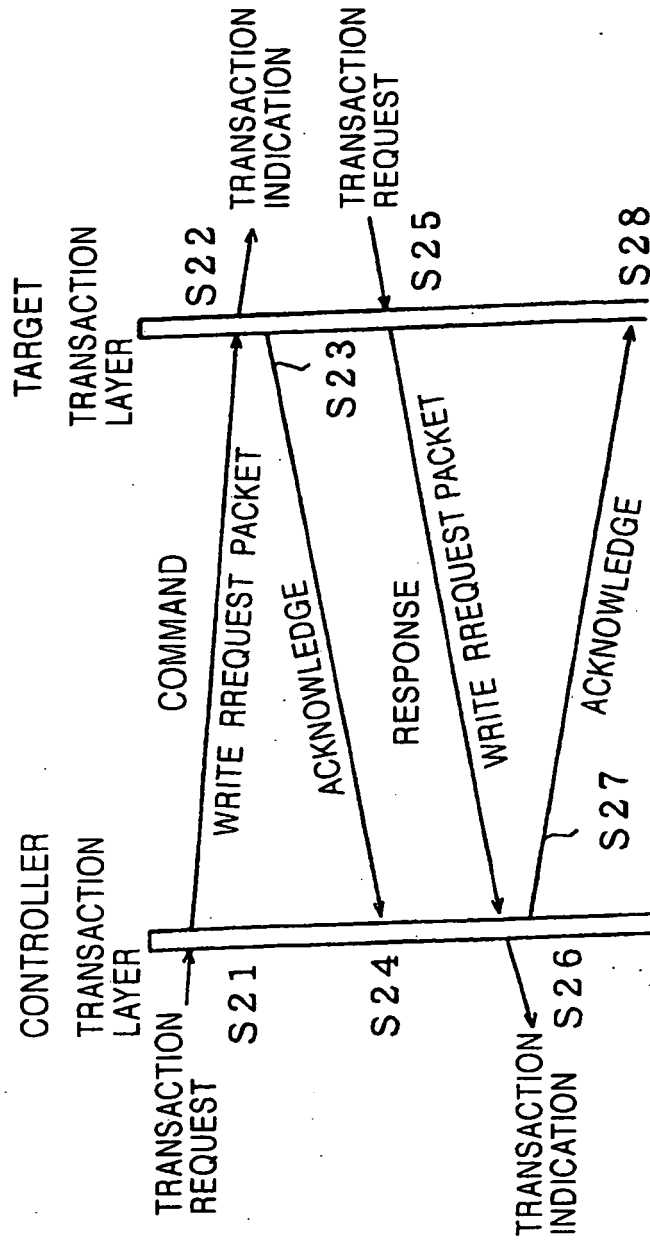 CONTROLLER
TRANSACTION
LAYER
TARGET
TRANSACTION
LAYER
TRANSACTION
REQUEST
S21
COMMAND
WRITE RREQUEST PACKET
S22
TRANSACTION
INDICATION
S23
ACKNOWLEDGE
S24
TRANSACTION
REQUEST
S25
RESPONSE
WRITE RREQUEST PACKET
S26
TRANSACTION
INDICATION
S27
ACKNOWLEDGE
S28